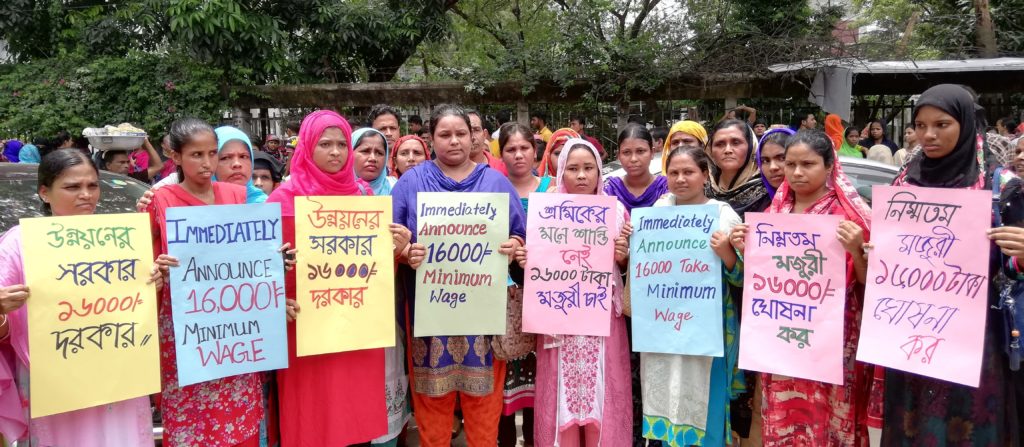 উন্নয়নের
সরকার
১৬০০০/-
দরকার //
IMMEDIATELY
ANNOUNCE
16,000/-
MINIMUM
WAGE
উন্নয়নের
সরকার
১৬০০০/-
দরকার
Immediately
Announce
16000/-
Minimum
Wage
শ্রমিকের
মনে শান্তি
নেই
১৬০০০ টাকা
মজুরী চাই
Immediately
Announce
16000 Taka
Minimum
Wage
নিম্নতম
মজুরী
১৬০০০/-
ঘোষনা
কর
নিম্মতম
মজুরী
১৬০০০ টাকা
ঘোষনা
কর